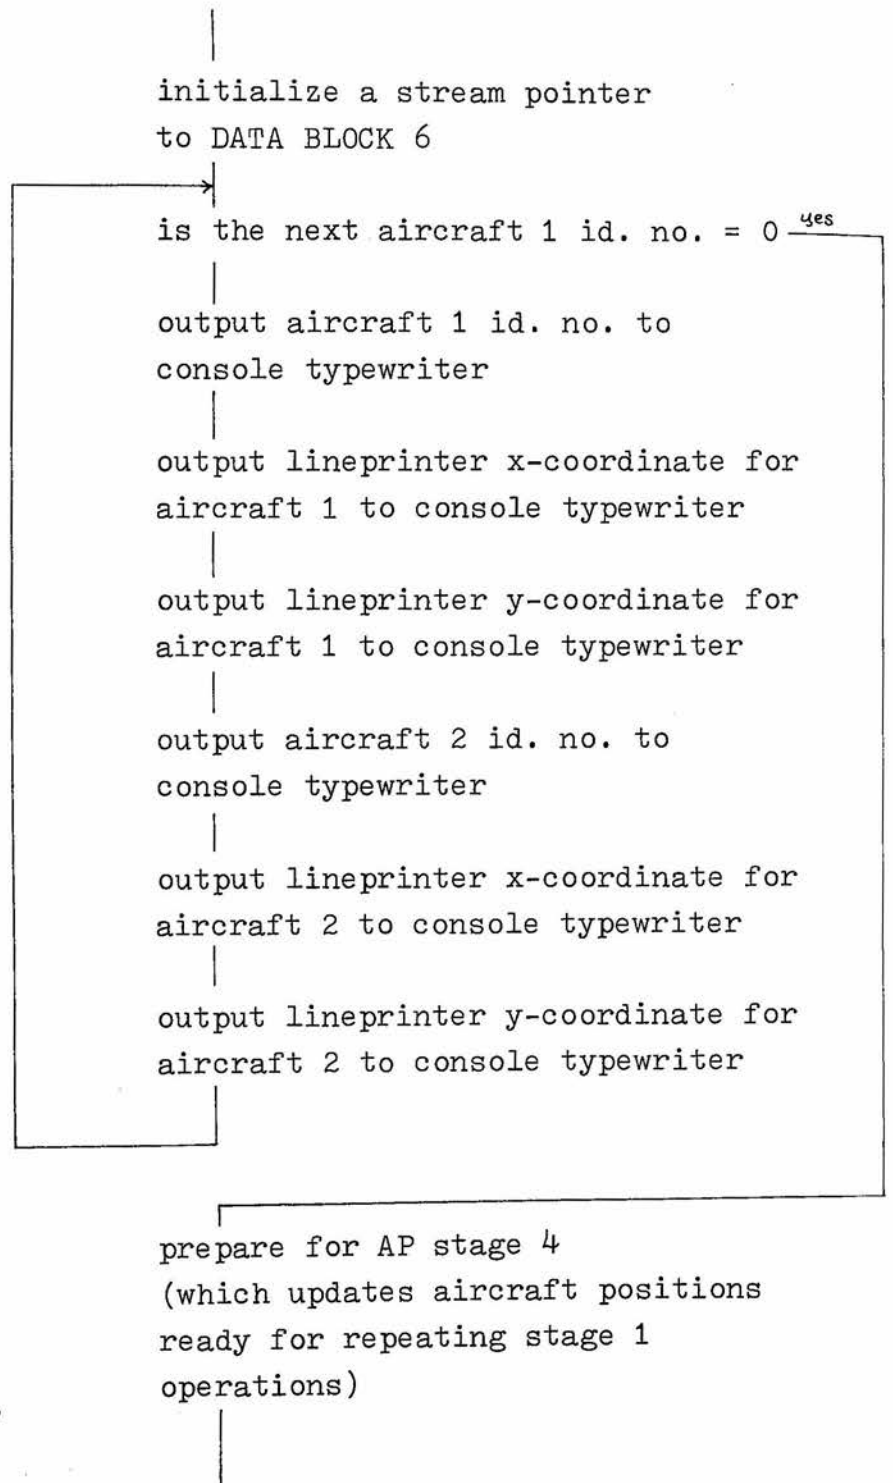 initialize a stream pointer
to DATA BLOCK 6
is the next aircraft 1 id. no. = 0 yes
output aircraft 1 id. no. to
console typewriter
output lineprinter x-coordinate for
aircraft 1 to console typewriter
output lineprinter y-coordinate for
aircraft 1 to console typewriter
output aircraft 2 id. no. to
console typewriter
output lineprinter x-coordinate for
aircraft 2 to console typewriter
output lineprinter y-coordinate for
aircraft 2 to console typewriter
prepare for AP stage 4
(which updates aircraft positions
ready for repeating stage 1
operations)